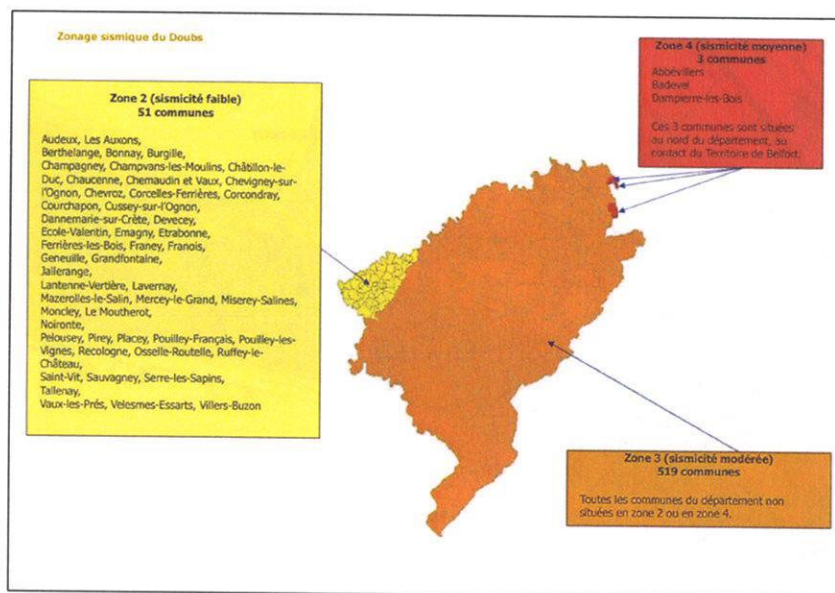 Zonage sismique du Doubs
Zone 4 (sismicité moyenne)
3 communes
Abbévillers
Badevel
Dampierre-les-Bois
Ces 3 communes sont situées
au nord du département, au
contact du Territoire de Belfort.
Zone 2 (sismicité faible)
51 communes
Audeux, Les Auxons,
Berthelange, Bonnay, Burgille,
Champagney, Champvans-les-Moulins, Châtillon-le-
Duc, Chaucenne, Chemaudin et Vaux, Chevigney-sur-
l'Ognon, Chevroz, Corcelles-Ferrières, Corcondray,
Courchapon, Cussey-sur-l'Ognon,
Dannemarie-sur-Crète, Devecey,
Ecole-Valentin, Emagny, Etrabonne,
Ferrières-les-Bois, Franey, Franois,
Geneuille, Grandfontaine,
Jallerange,
Lantenne-Vertière, Lavernay,
Mazerolles-le-Salin, Mercey-le-Grand, Miserey-Salines,
Moncley, Le Moutherot,
Noironte,
Pelousey, Pirey, Placey, Pouilley-Français, Pouilley-les-
Vignes, Recologne, Osselle-Routelle, Ruffey-le-
Château,
Saint-Vit, Sauvagney, Serre-les-Sapins,
Tallenay,
Vaux-les-Prés, Velesmes-Essarts, Villers-Buzon
Zone 3 (sismicité modérée)
519 communes
Toutes les communes du département non
situées en zone 2 ou en zone 4.